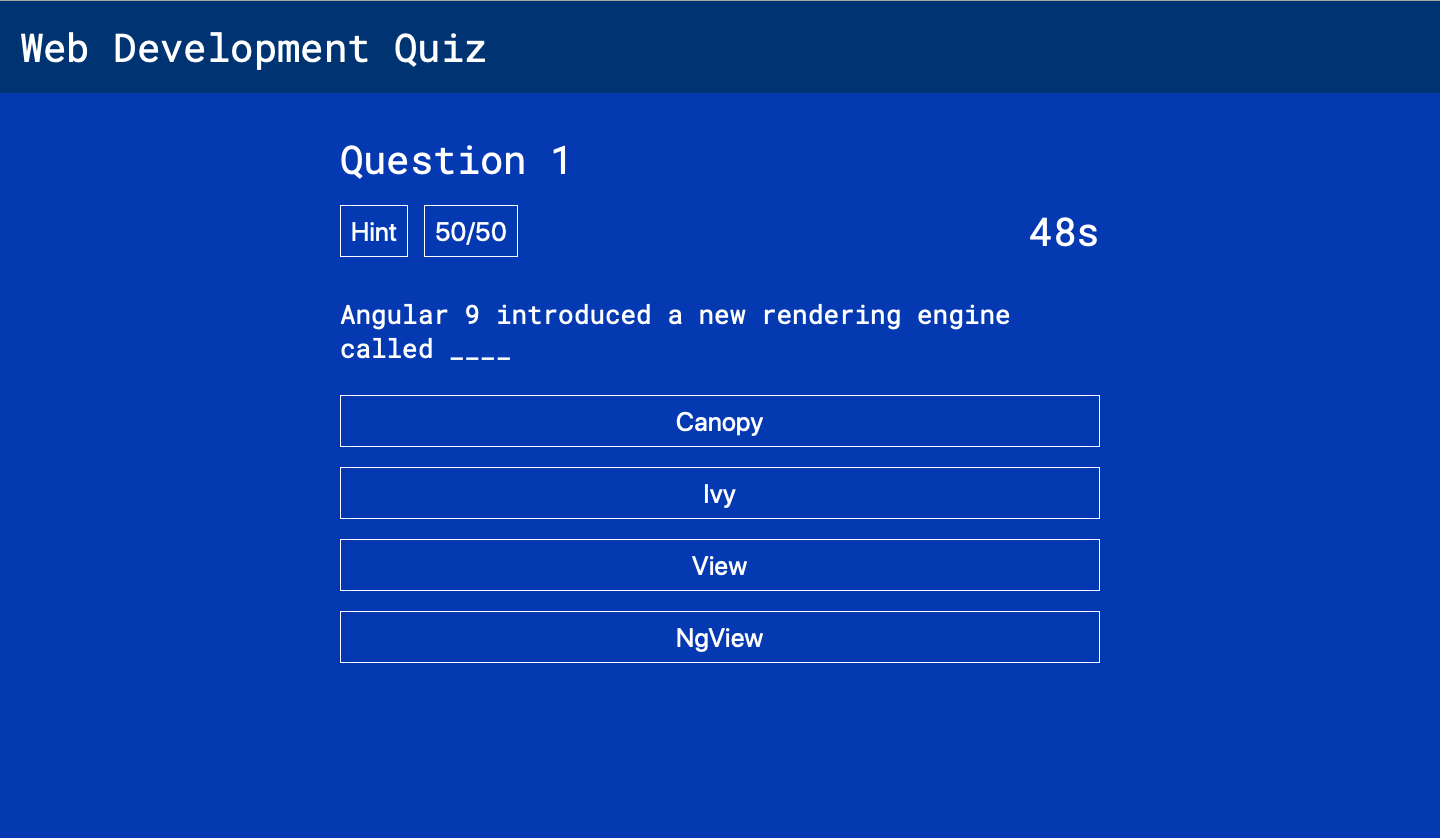 Web Development Quiz
Question 1
Hint 50/50 48s
Angular 9 introduced a new rendering engine
called ____
Canopy
Ivy
View
NgView